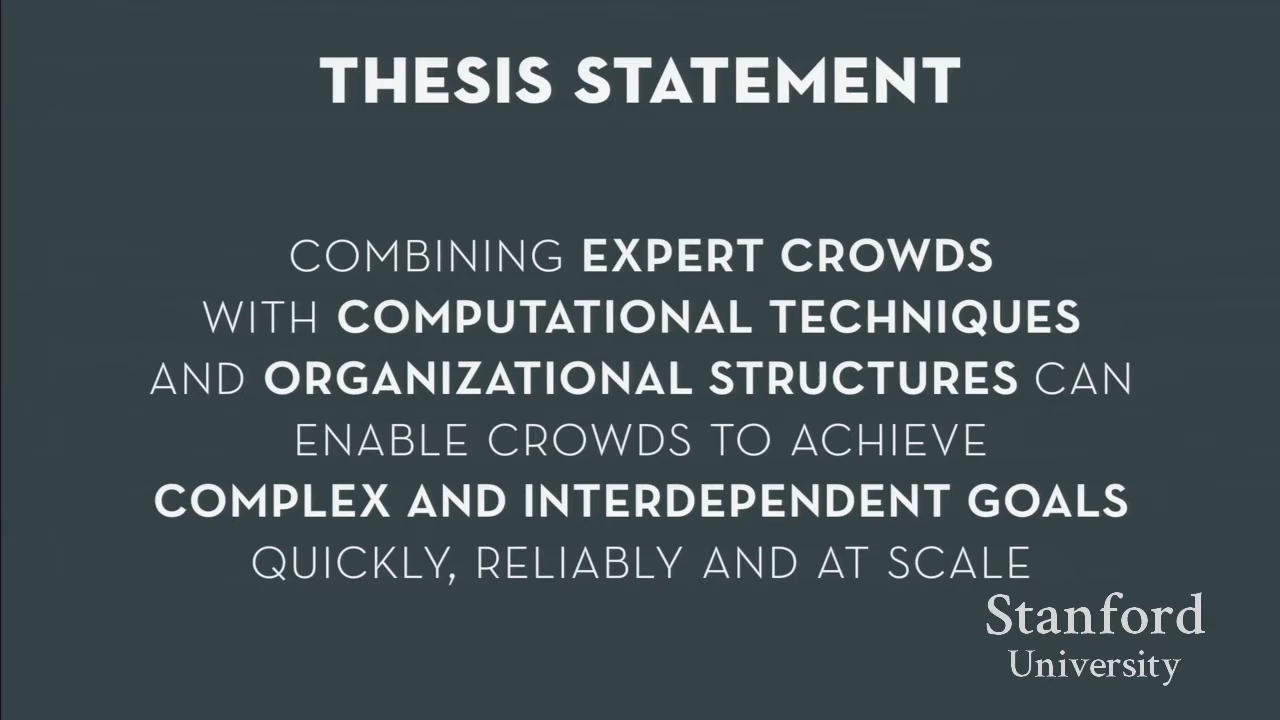 THESIS STATEMENT
COMBINING EXPERT CROWDS
WITH COMPUTATIONAL TECHNIQUES
AND ORGANIZATIONAL STRUCTURES CAN
ENABLE CROWDS TO ACHIEVE
COMPLEX AND INTERDEPENDENT GOALS
QUICKLY, RELIABLY AND AT SCALE
Stanford
University